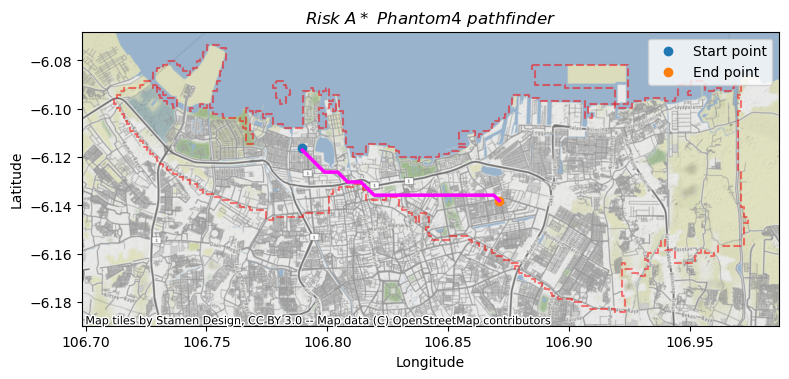 Risk A* Phantom4 pathfinder
Start point
End point
Latitude
−6.08
−6.10
−6.12
−6.14
−6.16
−6.18
Map tiles by Stamen Design, CC BY 3.0 -- Map data (C) OpenStreetMap contributors
106.70 106.75 106.80 106.85 106.90 106.95
Longitude